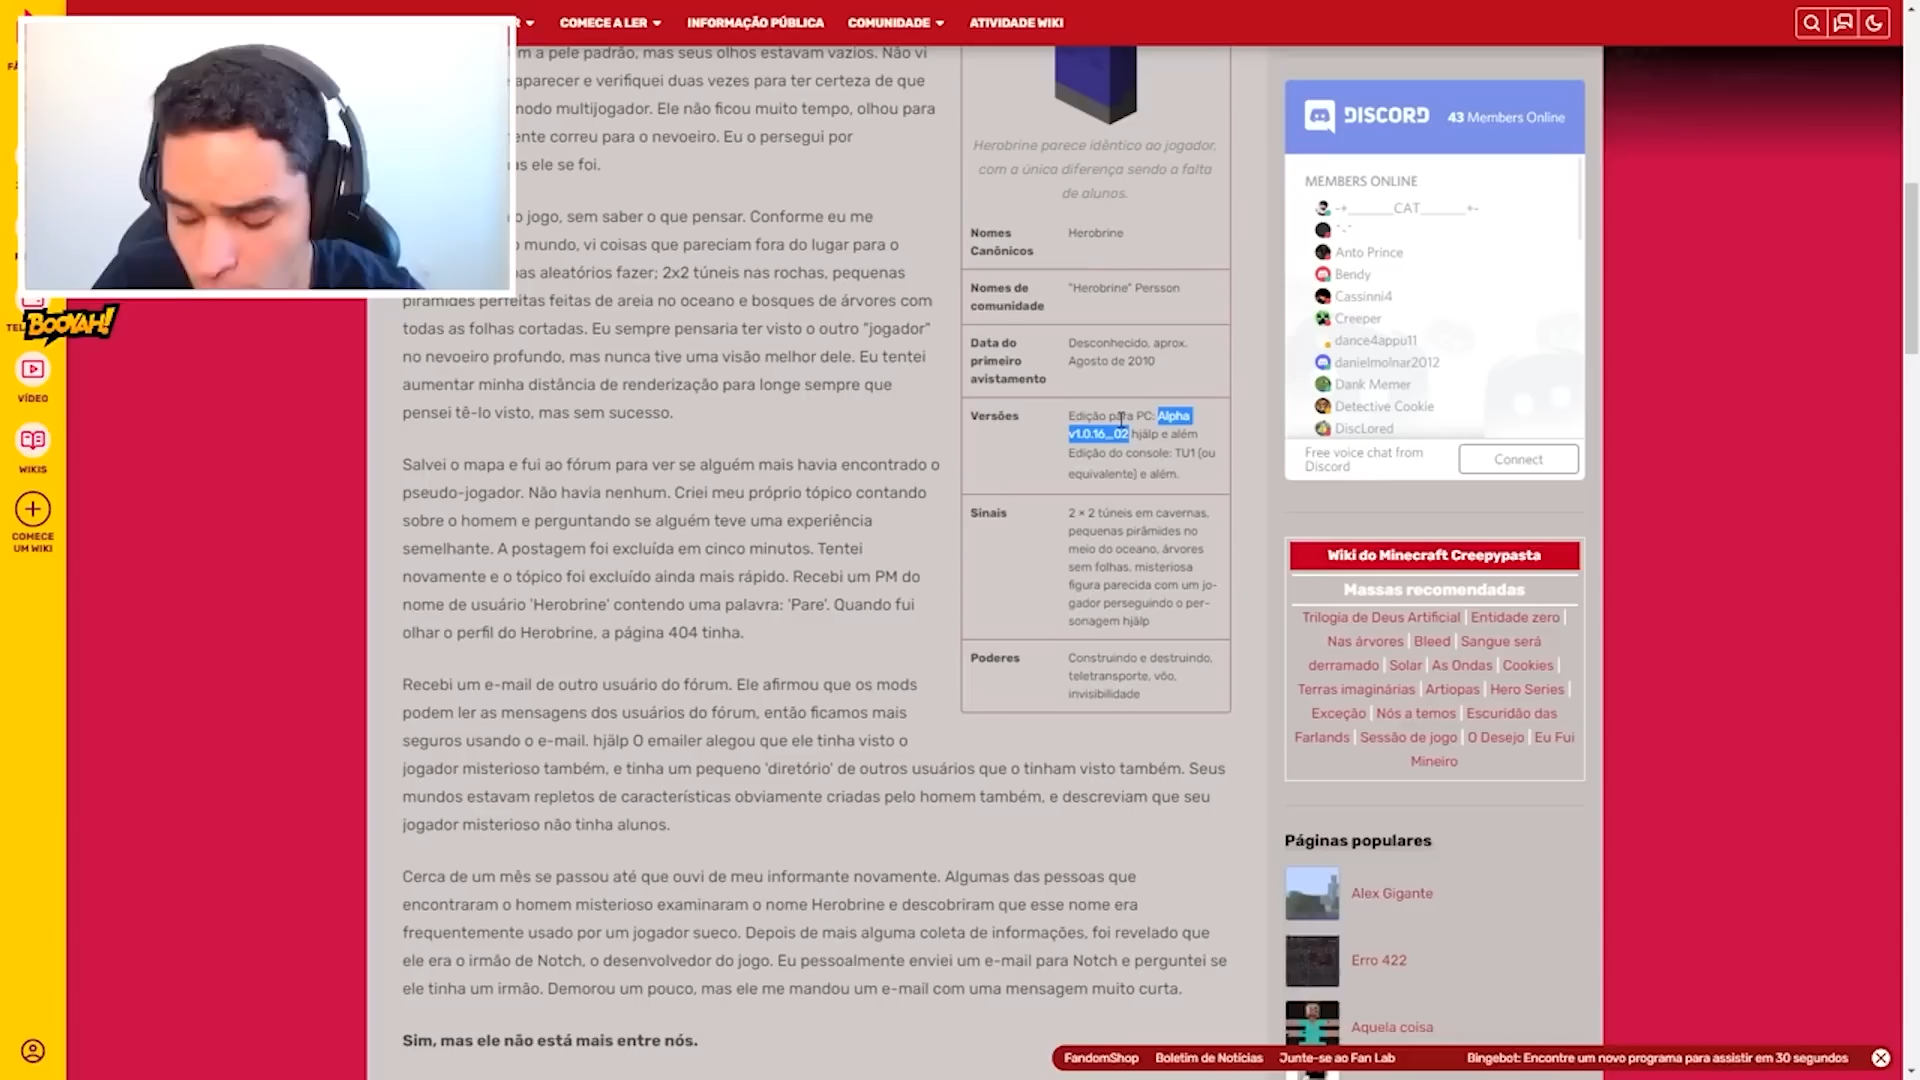 COMECE A LER
INFORMAÇÃO PÚBLICA
COMUNIDADE
ATIVIDADE WIKI
m a pele padrão, mas seus olhos estavam vazios. Não vi
aparecer e verifiquei duas vezes para ter certeza de que
modo multijogador. Ele não ficou muito tempo, olhou para
ente correu para o nevoeiro. Eu o persegui por
as ele se foi.
o jogo, sem saber o que pensar. Conforme eu me
o mundo, vi coisas que pareciam fora do lugar para o
pas aleatórios fazer; 2x2 túneis nas rochas, pequenas
pirâmides perfeitas feitas de areia no oceano e bosques de árvores com
todas as folhas cortadas. Eu sempre pensaria ter visto o outro "jogador"
no nevoeiro profundo, mas nunca tive uma visão melhor dele. Eu tentei
aumentar minha distância de renderização para longe sempre que
pensei tê-lo visto, mas sem sucesso.
Salvei o mapa e fui ao fórum para ver se alguém mais havia encontrado o
pseudo-jogador. Não havia nenhum. Criei meu próprio tópico contando
sobre o homem e perguntando se alguém teve uma experiência
semelhante. A postagem foi excluída em cinco minutos. Tentei
novamente e o tópico foi excluído ainda mais rápido. Recebi um PM do
nome de usuário 'Herobrine' contendo uma palavra: 'Pare'. Quando fui
olhar o perfil do Herobrine, a página 404 tinha.
Recebi um e-mail de outro usuário do fórum. Ele afirmou que os mods
podem ler as mensagens dos usuários do fórum, então ficamos mais
seguros usando o e-mail. hjälp O emailer alegou que ele tinha visto o
jogador misterioso também, e tinha um pequeno 'diretório' de outros usuários que o tinham visto também. Seus
mundos estavam repletos de características obviamente criadas pelo homem também, e descreviam que seu
jogador misterioso não tinha alunos.
Cerca de um mês se passou até que ouvi de meu informante novamente. Algumas das pessoas que
encontraram o homem misterioso examinaram o nome Herobrine e descobriram que esse nome era
frequentemente usado por um jogador sueco. Depois de mais alguma coleta de informações, foi revelado que
ele era o irmão de Notch, o desenvolvedor do jogo. Eu pessoalmente enviei um e-mail para Notch e perguntei se
ele tinha um irmão. Demorou um pouco, mas ele me mandou um e-mail com uma mensagem muito curta.
Sim, mas ele não está mais entre nós.
Herobrine parece idêntico ao jogador,
com a única diferença sendo a falta
de alunos.
Nomes
Canônicos
Herobrine
Nomes de
comunidade
"Herobrine" Persson
Data do
primeiro
avistamento
Desconhecido, aprox.
Agosto de 2010
Versões
Edição para PC: Alpha
v1.0.16_02 hjälp e além
Edição do console: TU1 (ou
equivalente) e além.
Sinais
2 × 2 túneis em cavernas,
pequenas pirâmides no
meio do oceano, árvores
sem folhas, misteriosa
figura parecida com um jo-
gador perseguindo o per-
sonagem hjälp
Poderes
Construindo e destruindo,
teletransporte, vôo,
invisibilidade
DISCORD 43 Members Online
MEMBERS ONLINE
-+______CAT______+-
Anto Prince
Bendy
Cassinni4
Creeper
dance4appu11
danielmolnar2012
Dank Memer
Detective Cookie
DiscLored
Free voice chat from
Discord
Connect
Wiki do Minecraft Creepypasta
Massas recomendadas
Trilogia de Deus Artificial | Entidade zero |
Nas árvores | Bleed | Sangue será
derramado | Solar | As Ondas | Cookies |
Terras imaginárias | Artiopas | Hero Series |
Exceção | Nós a temos | Escuridão das
Farlands | Sessão de jogo | O Desejo | Eu Fui
Mineiro
Páginas populares
Alex Gigante
Erro 422
Aquela coisa
BOOYAH!
VÍDEO
WIKIS
COMECE
UM WIKI
FandomShop
Boletim de Notícias
Junte-se ao Fan Lab
Bingebot: Encontre um novo programa para assistir em 30 segundos